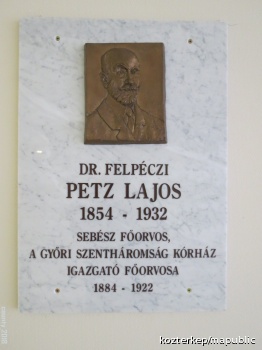 DR. FELPÉCZI
PETZ LAJOS
1854 - 1932
SEBÉSZ FŐORVOS,
A GYŐRI SZENTHÁROMSÁG KÓRHÁZ
IGAZGATÓ FŐORVOSA
1884 - 1922
kozterkep/mapublic